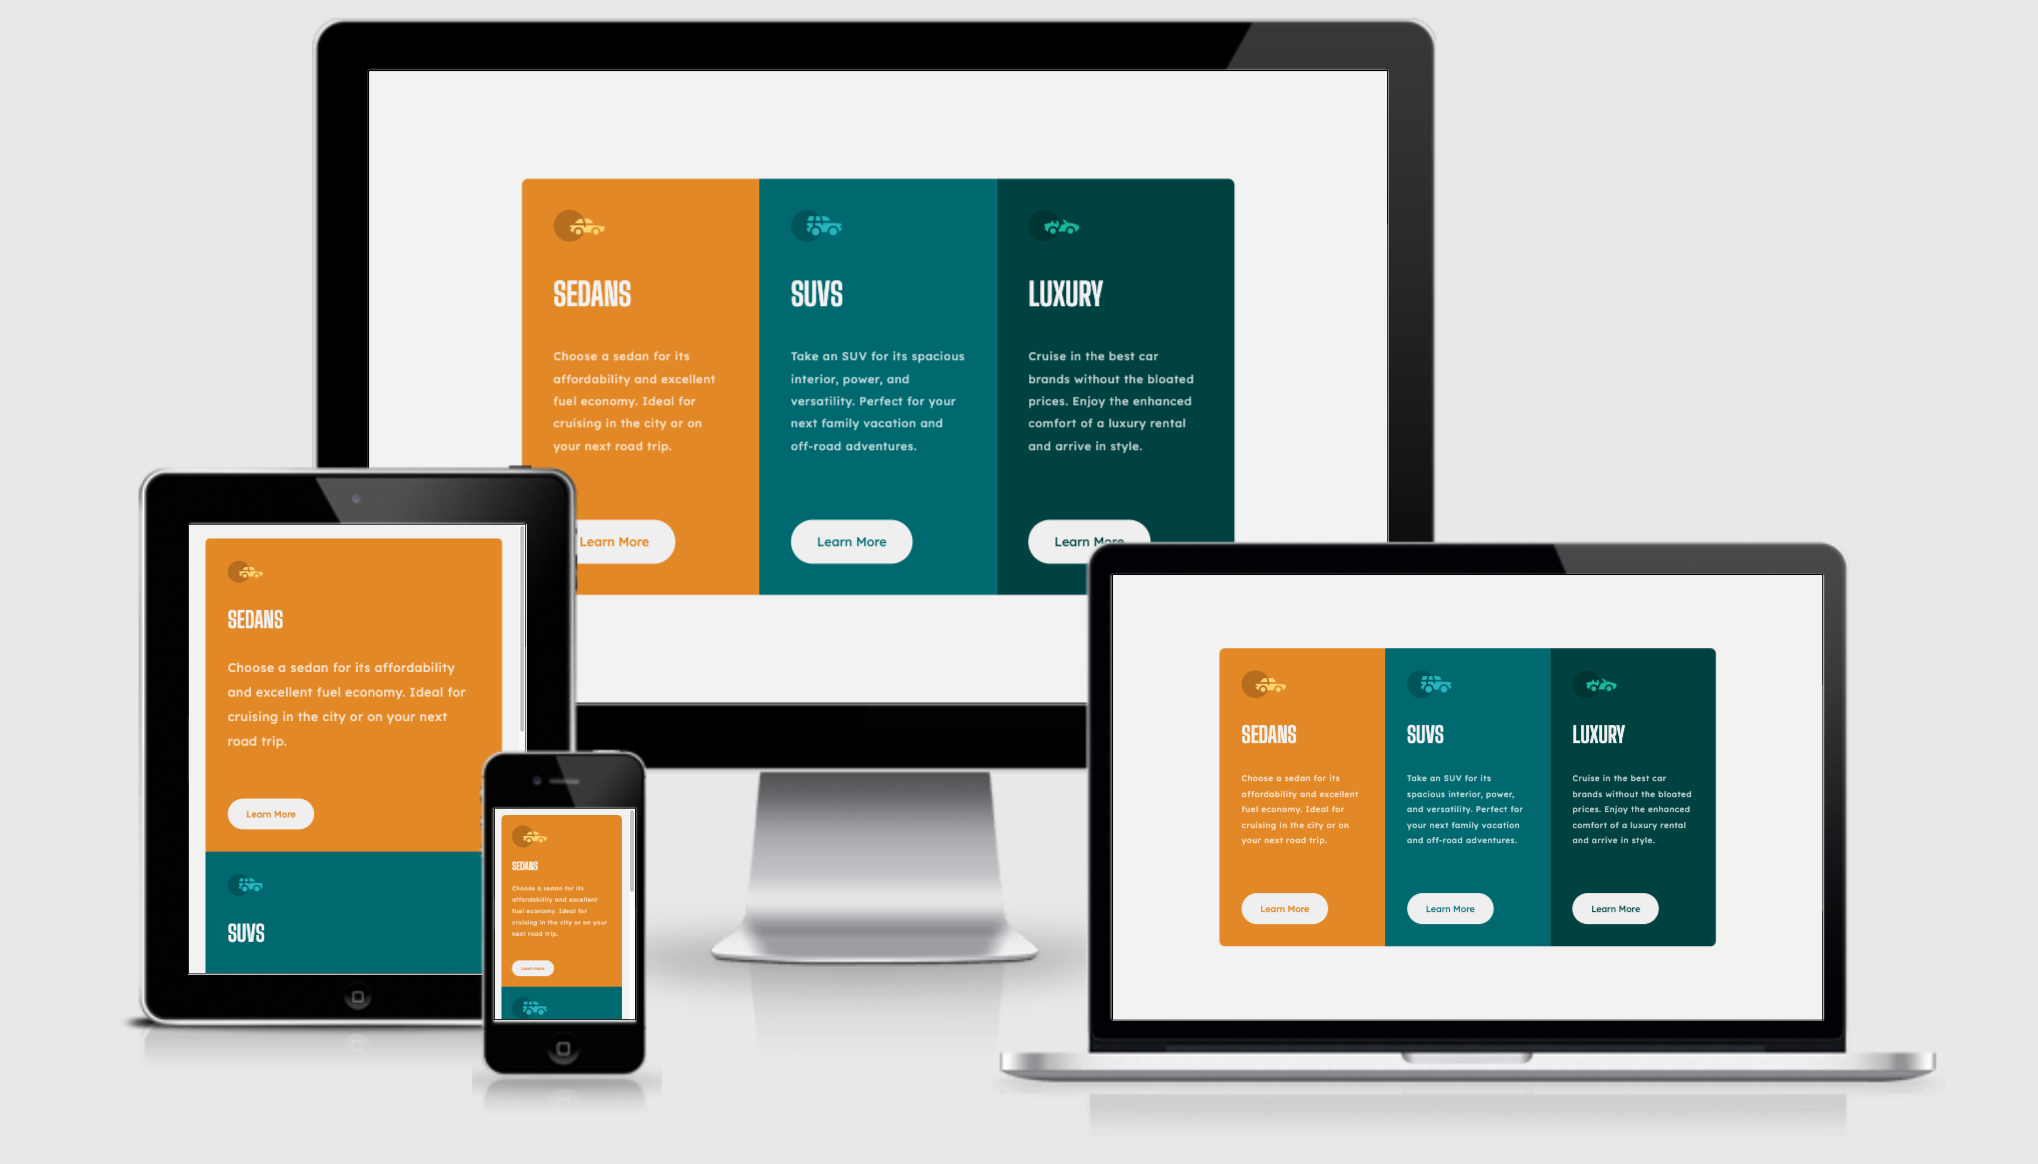 SEDANS
Choose a sedan for its
affordability and excellent
fuel economy. Ideal for
cruising in the city or on
your next road trip.
Learn More
SUVS
Take an SUV for its spacious
interior, power, and
versatility. Perfect for your
next family vacation and
off-road adventures.
Learn More
LUXURY
Cruise in the best car
brands without the bloated
prices. Enjoy the enhanced
comfort of a luxury rental
and arrive in style.
Learn More
SEDANS
Choose a sedan for its affordability
and excellent fuel economy. Ideal for
cruising in the city or on your next
road trip.
Learn More
SUVS
SEDANS
Choose a sedan for its
affordability and excellent
fuel economy. Ideal for
cruising in the city or on your
next road trip.
Learn More
SEDANS
Choose a sedan for its
affordability and excellent
fuel economy. Ideal for
cruising in the city or on
your next road trip.
Learn More
SUVS
Take an SUV for its
spacious interior, power,
and versatility. Perfect for
your next family vacation
and off-road adventures.
Learn More
LUXURY
Cruise in the best car
brands without the bloated
prices. Enjoy the enhanced
comfort of a luxury rental
and arrive in style.
Learn More